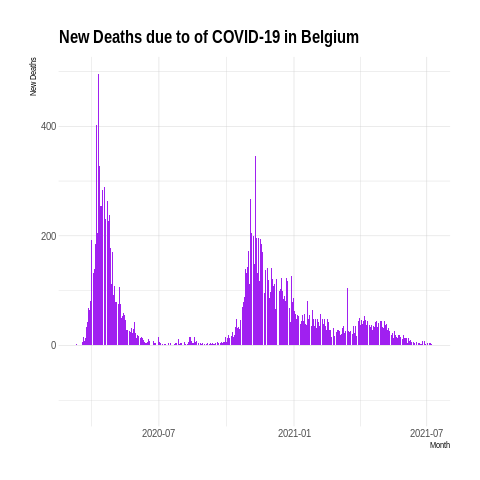 New Deaths due to of COVID-19 in Belgium
New Deaths
400
200
0
2020-07
2021-01
2021-07
Month